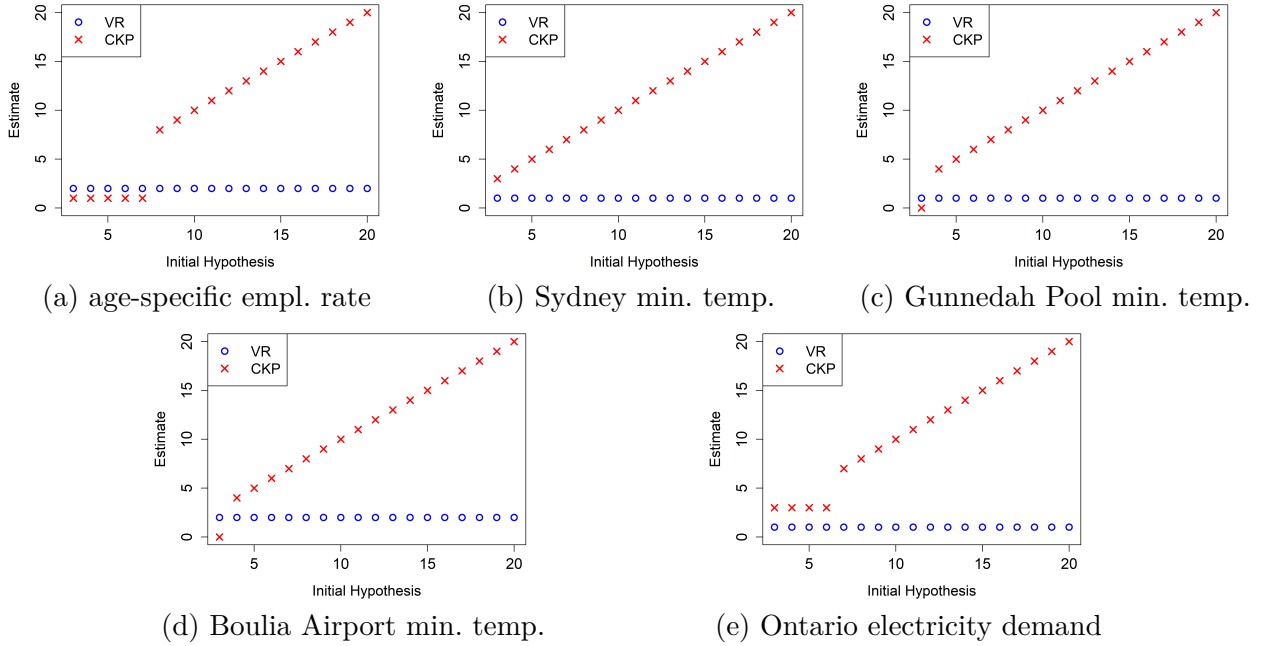 VR
CKP
Estimate
0
5
10
15
20
5
10
15
20
Initial Hypothesis
(a) age-specific empl. rate
VR
CKP
Estimate
0
5
10
15
20
5
10
15
20
Initial Hypothesis
(b) Sydney min. temp.
VR
CKP
Estimate
0
5
10
15
20
5
10
15
20
Initial Hypothesis
(c) Gunnedah Pool min. temp.
VR
CKP
Estimate
0
5
10
15
20
5
10
15
20
Initial Hypothesis
(d) Boulia Airport min. temp.
VR
CKP
Estimate
0
5
10
15
20
5
10
15
20
Initial Hypothesis
(e) Ontario electricity demand